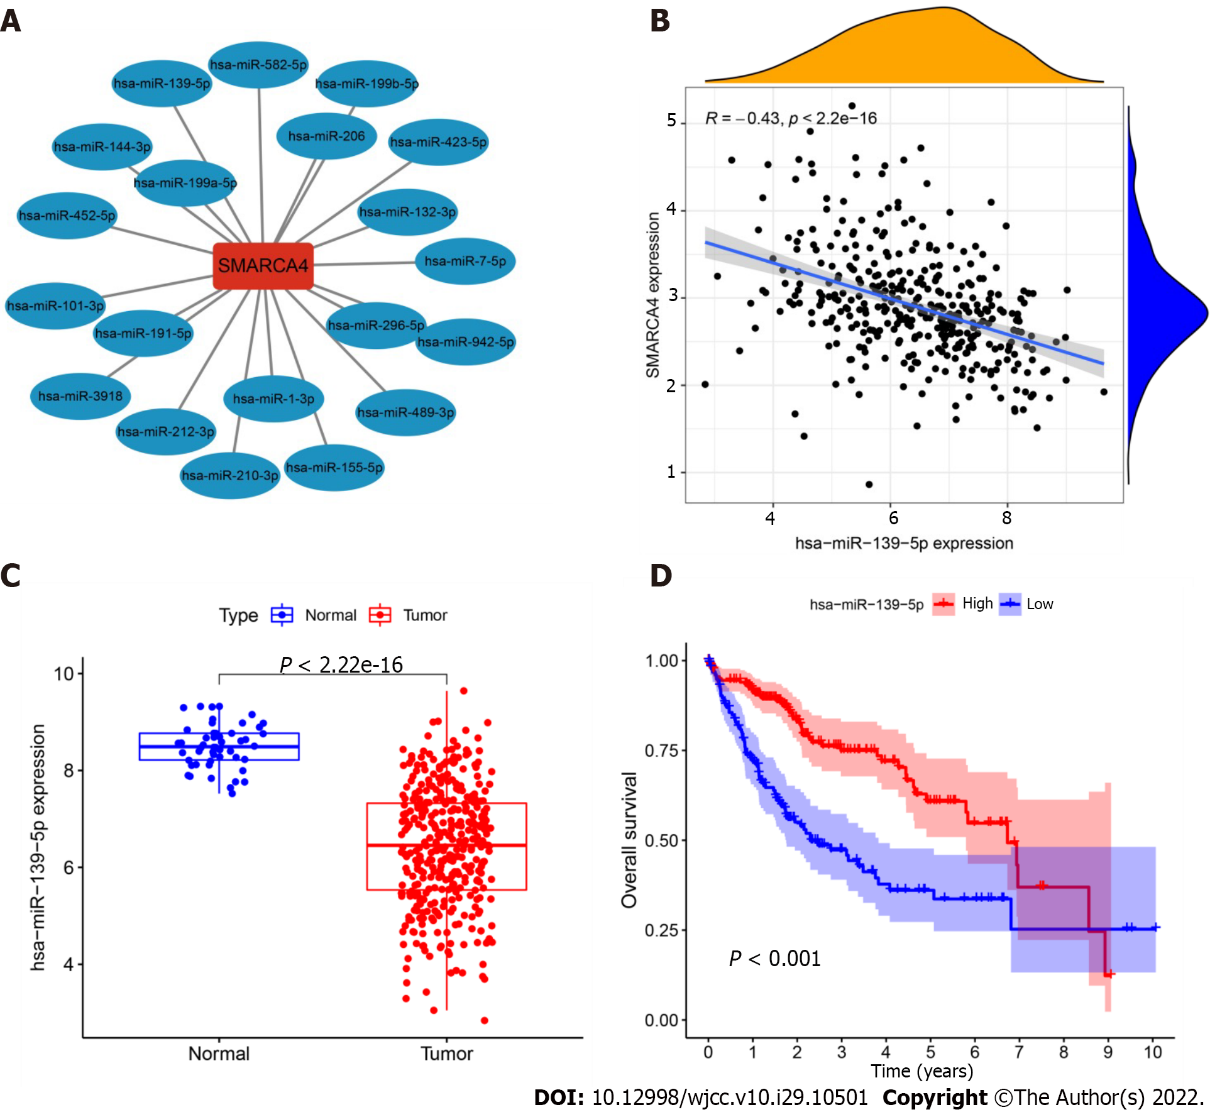 A
hsa-miR-582-5p
hsa-miR-139-5p
hsa-miR-199b-5p
hsa-miR-206
hsa-miR-423-5p
hsa-miR-144-3p
hsa-miR-199a-5p
hsa-miR-452-5p
hsa-miR-132-3p
SMARCA4
hsa-miR-7-5p
hsa-miR-101-3p
hsa-miR-191-5p
hsa-miR-296-5p
hsa-miR-942-5p
hsa-miR-3918
hsa-miR-1-3p
hsa-miR-489-3p
hsa-miR-212-3p
hsa-miR-210-3p
hsa-miR-155-5p
B
R = −0.43, p < 2.2e−16
SMARCA4 expression
5
4
3
2
1
4 6 8
hsa−miR−139−5p expression
C
Type Normal Tumor
P < 2.22e-16
hsa−miR−139−5p expression
10
8
6
4
Normal Tumor
D
hsa-miR-139-5p High Low
Overall survival
1.00
0.75
0.50
0.25
0.00
P < 0.001
0 1 2 3 4 5 6 7 8 9 10
Time (years)
DOI: 10.12998/wjcc.v10.i29.10501 Copyright ©The Author(s) 2022.